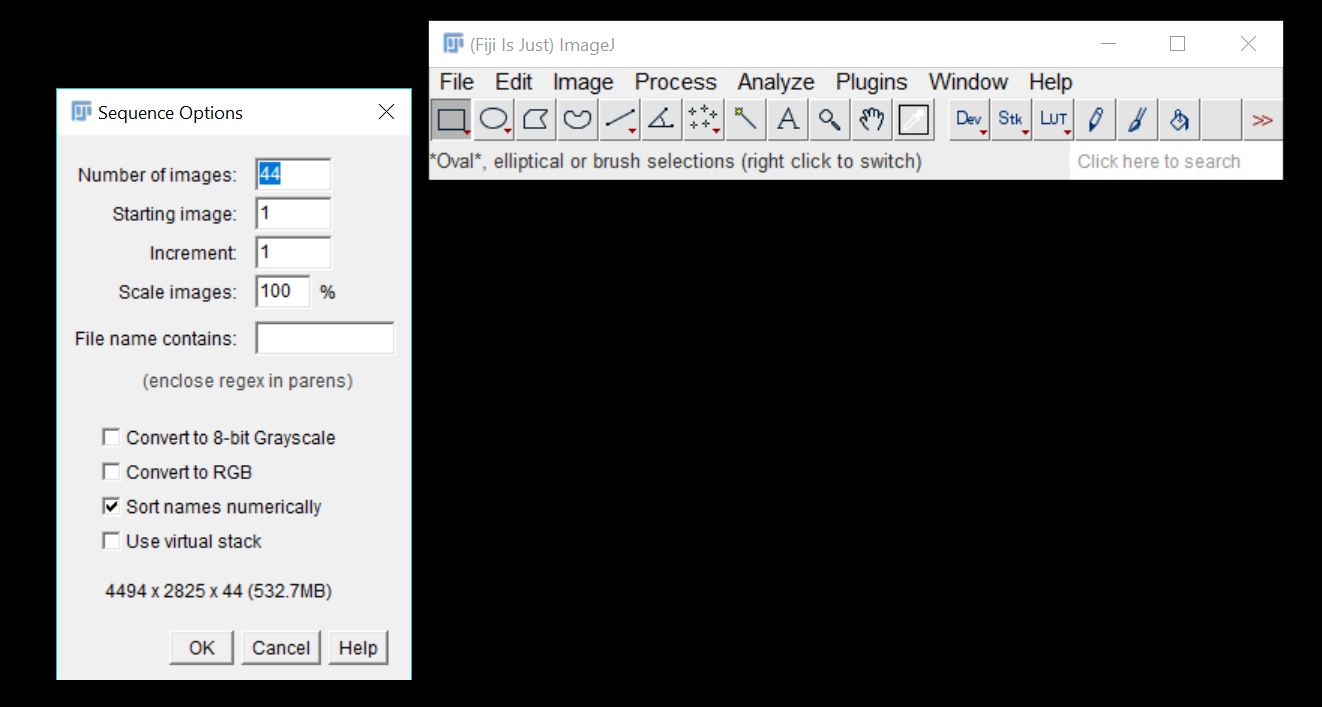 (Fiji Is Just) ImageJ
File Edit Image Process Analyze Plugins Window Help
A Dev Stk LUT >>
*Oval*, elliptical or brush selections (right click to switch) Click here to search
Sequence Options
Number of images: 44
Starting image: 1
Increment: 1
Scale images: 100 %
File name contains:
(enclose regex in parens)
Convert to 8-bit Grayscale
Convert to RGB
Sort names numerically
Use virtual stack
4494 x 2825 x 44 (532.7MB)
OK Cancel Help